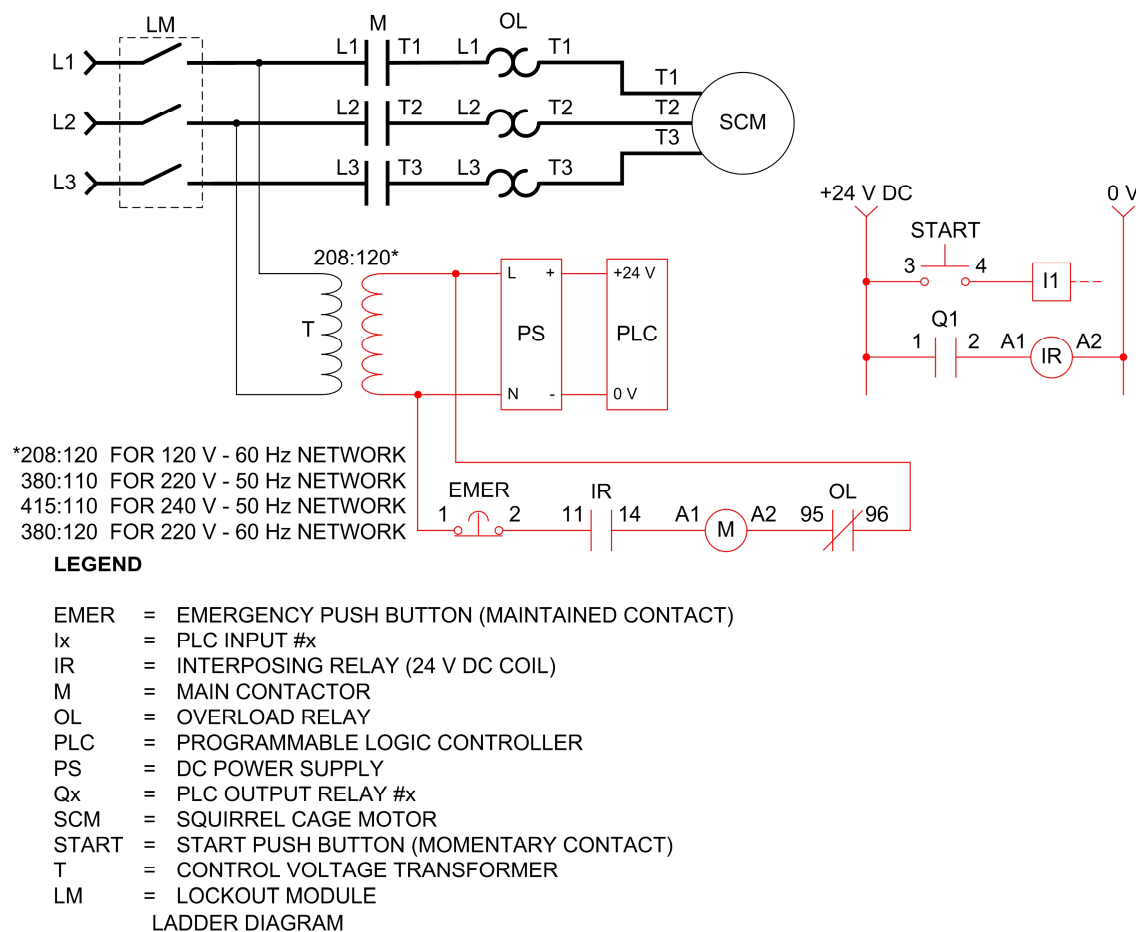 LM
M
OL
L1
L1
T1
L1
T1
T1
L2
L2
T2
L2
T2
T2
SCM
T3
L3
L3
T3
L3
T3
+24 V DC
0 V
START
3
4
I1
Q1
1
2
A1
IR
A2
208:120*
T
L
+
+24 V
PS
PLC
N
-
0 V
*208:120 FOR 120 V - 60 Hz NETWORK
380:110 FOR 220 V - 50 Hz NETWORK
415:110 FOR 240 V - 50 Hz NETWORK
380:120 FOR 220 V - 60 Hz NETWORK
EMER
IR
OL
1
2
11
14
A1
M
A2
95
96
LEGEND
EMER = EMERGENCY PUSH BUTTON (MAINTAINED CONTACT)
Ix = PLC INPUT #x
IR = INTERPOSING RELAY (24 V DC COIL)
M = MAIN CONTACTOR
OL = OVERLOAD RELAY
PLC = PROGRAMMABLE LOGIC CONTROLLER
PS = DC POWER SUPPLY
Qx = PLC OUTPUT RELAY #x
SCM = SQUIRREL CAGE MOTOR
START = START PUSH BUTTON (MOMENTARY CONTACT)
T = CONTROL VOLTAGE TRANSFORMER
LM = LOCKOUT MODULE
LADDER DIAGRAM